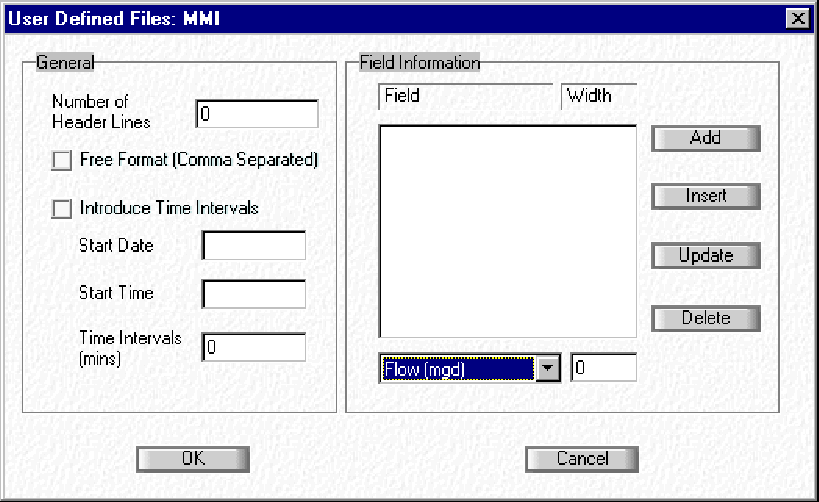 User Defined Files: MMI
General
Number of
Header Lines
0
Free Format (Comma Separated)
Introduce Time Intervals
Start Date
Start Time
Time Intervals
(mins)
0
Field Information
Field Width
Add
Insert
Update
Delete
Flow (mgd) 0
OK
Cancel